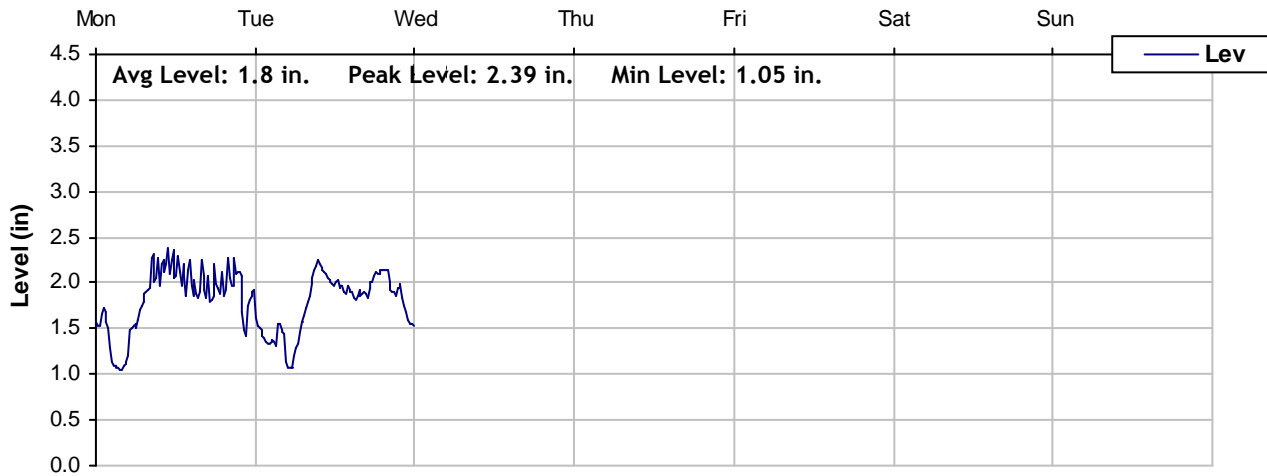 Mon Tue Wed Thu Fri Sat Sun
4.5
Lev
Avg Level: 1.8 in. Peak Level: 2.39 in. Min Level: 1.05 in.
4.0
3.5
3.0
2.5
2.0
1.5
1.0
0.5
0.0
Level (in)